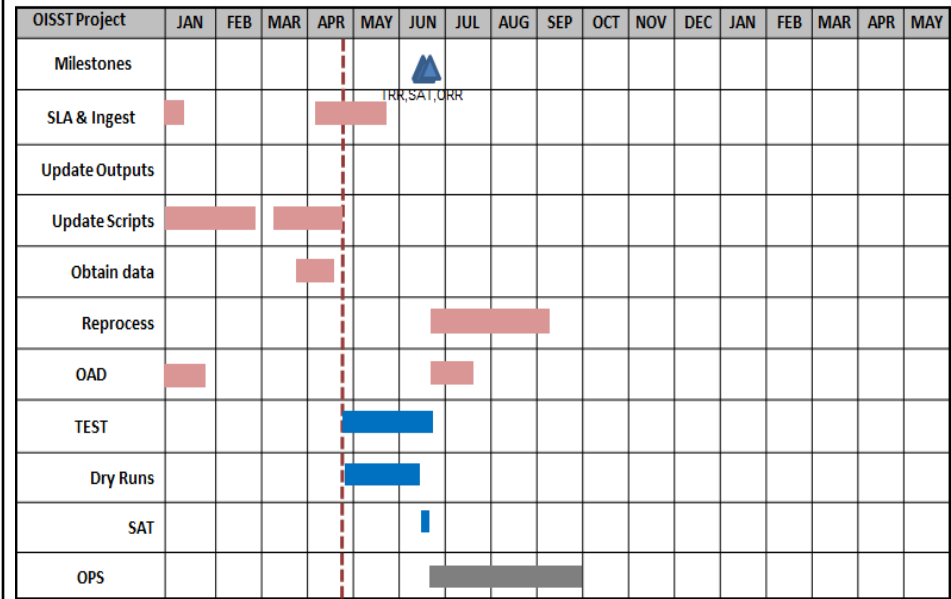 OISST Project JAN FEB MAR APR MAY JUN JUL AUG SEP OCT NOV DEC JAN FEB MAR APR MAY
Milestones
TRR,SAT,ORR
SLA & Ingest
Update Outputs
Update Scripts
Obtain data
Reprocess
OAD
TEST
Dry Runs
SAT
OPS